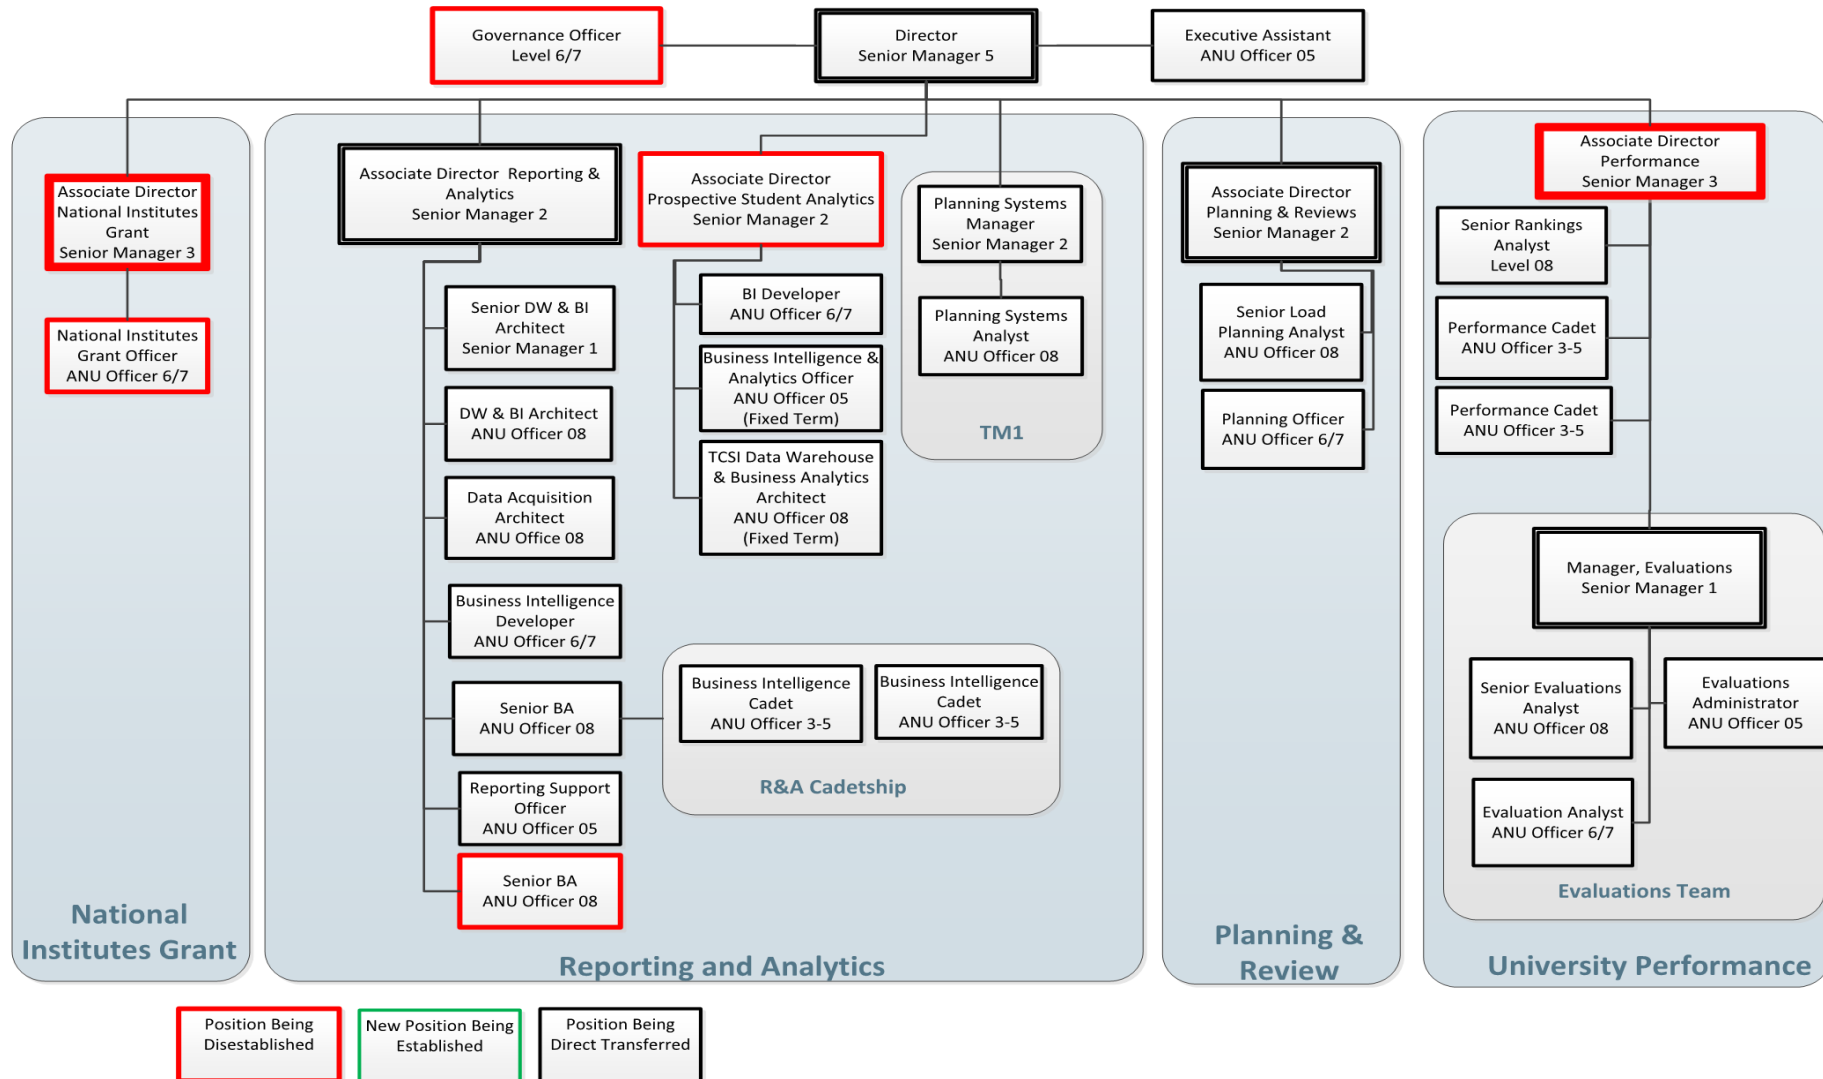 Governance Officer
Level 6/7
Director
Senior Manager 5
Executive Assistant
ANU Officer 05
Associate Director
National Institutes
Grant
Senior Manager 3
National Institutes
Grant Officer
ANU Officer 6/7
National
Institutes Grant
Associate Director  Reporting &
Analytics
Senior Manager 2
Senior DW & BI
Architect
Senior Manager 1
DW & BI Architect
ANU Officer 08
Data Acquisition
Architect
ANU Office 08
Business Intelligence
Developer
ANU Officer 6/7
Senior BA
ANU Officer 08
Reporting Support
Officer
ANU Officer 05
Senior BA
ANU Officer 08
Business Intelligence
Cadet
ANU Officer 3-5
Business Intelligence
Cadet
ANU Officer 3-5
R&A Cadetship
Associate Director
Prospective Student Analytics
Senior Manager 2
BI Developer
ANU Officer 6/7
Business Intelligence &
Analytics Officer
ANU Officer 05
(Fixed Term)
TCSI Data Warehouse
& Business Analytics
Architect
ANU Officer 08
(Fixed Term)
Planning Systems
Manager
Senior Manager 2
Planning Systems
Analyst
ANU Officer 08
TM1
Reporting and Analytics
Associate Director
Planning & Reviews
Senior Manager 2
Senior Load
Planning Analyst
ANU Officer 08
Planning Officer
ANU Officer 6/7
Planning &
Review
Associate Director
Performance
Senior Manager 3
Senior Rankings
Analyst
Level 08
Performance Cadet
ANU Officer 3-5
Performance Cadet
ANU Officer 3-5
Manager, Evaluations
Senior Manager 1
Senior Evaluations
Analyst
ANU Officer 08
Evaluations
Administrator
ANU Officer 05
Evaluation Analyst
ANU Officer 6/7
Evaluations Team
University Performance
Position Being
Disestablished
New Position Being
Established
Position Being
Direct Transferred